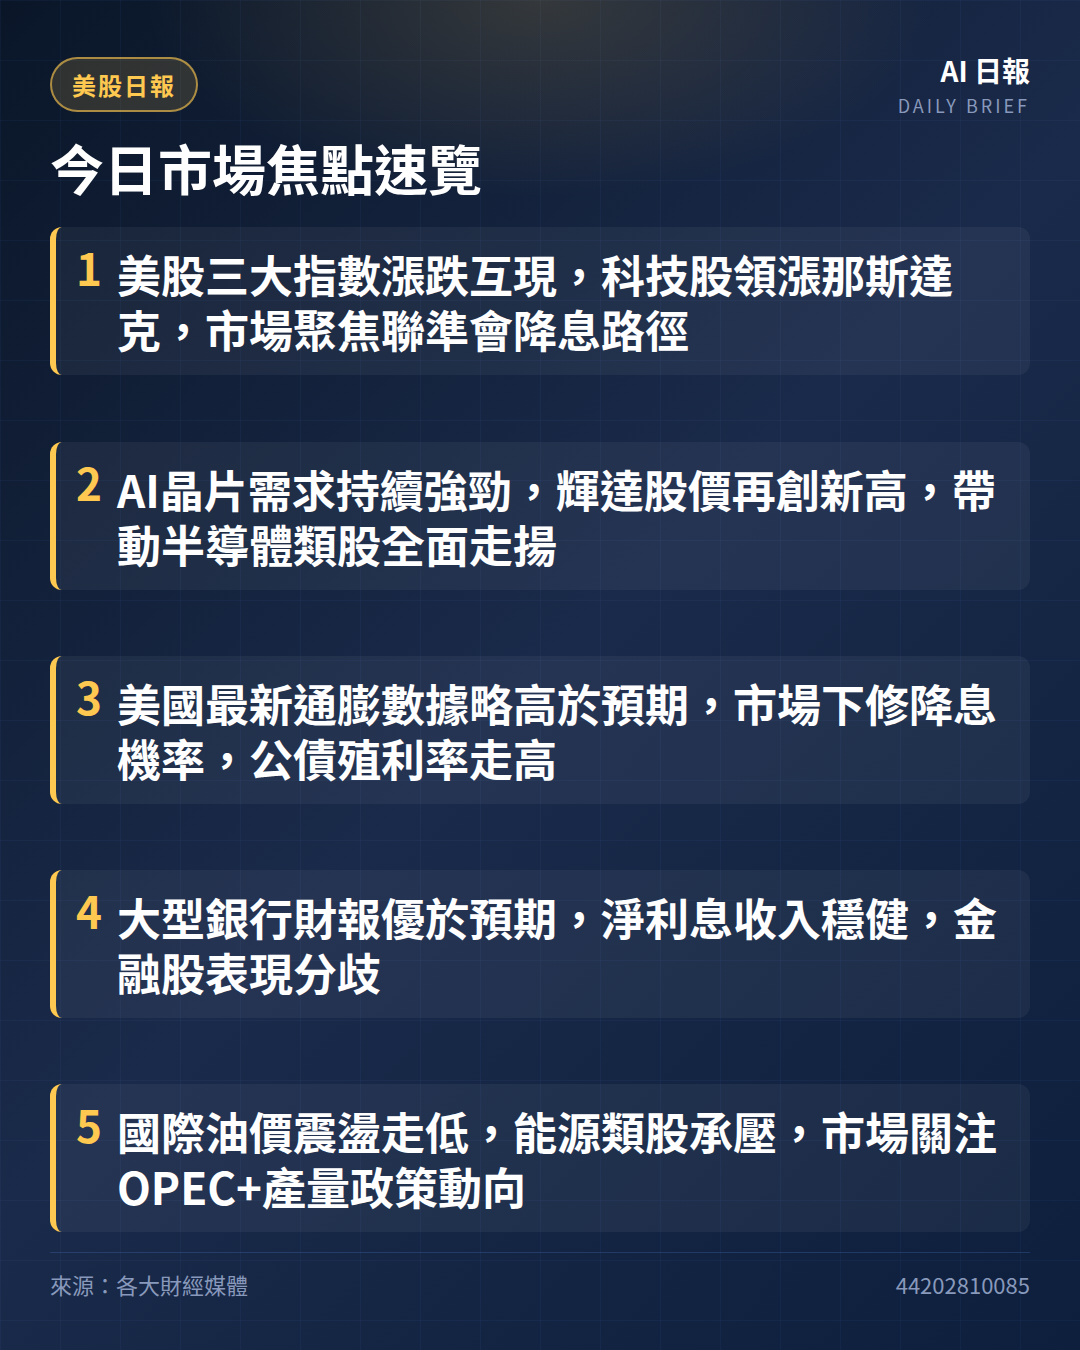 美股日報
AI 日報
DAILY BRIEF
今日市場焦點速覽
1 美股三大指數漲跌互現，科技股領漲那斯達
克，市場聚焦聯準會降息路徑
2 AI晶片需求持續強勁，輝達股價再創新高，帶
動半導體類股全面走揚
3 美國最新通膨數據略高於預期，市場下修降息
機率，公債殖利率走高
4 大型銀行財報優於預期，淨利息收入穩健，金
融股表現分歧
5 國際油價震盪走低，能源類股承壓，市場關注
OPEC+產量政策動向
來源：各大財經媒體
44202810085